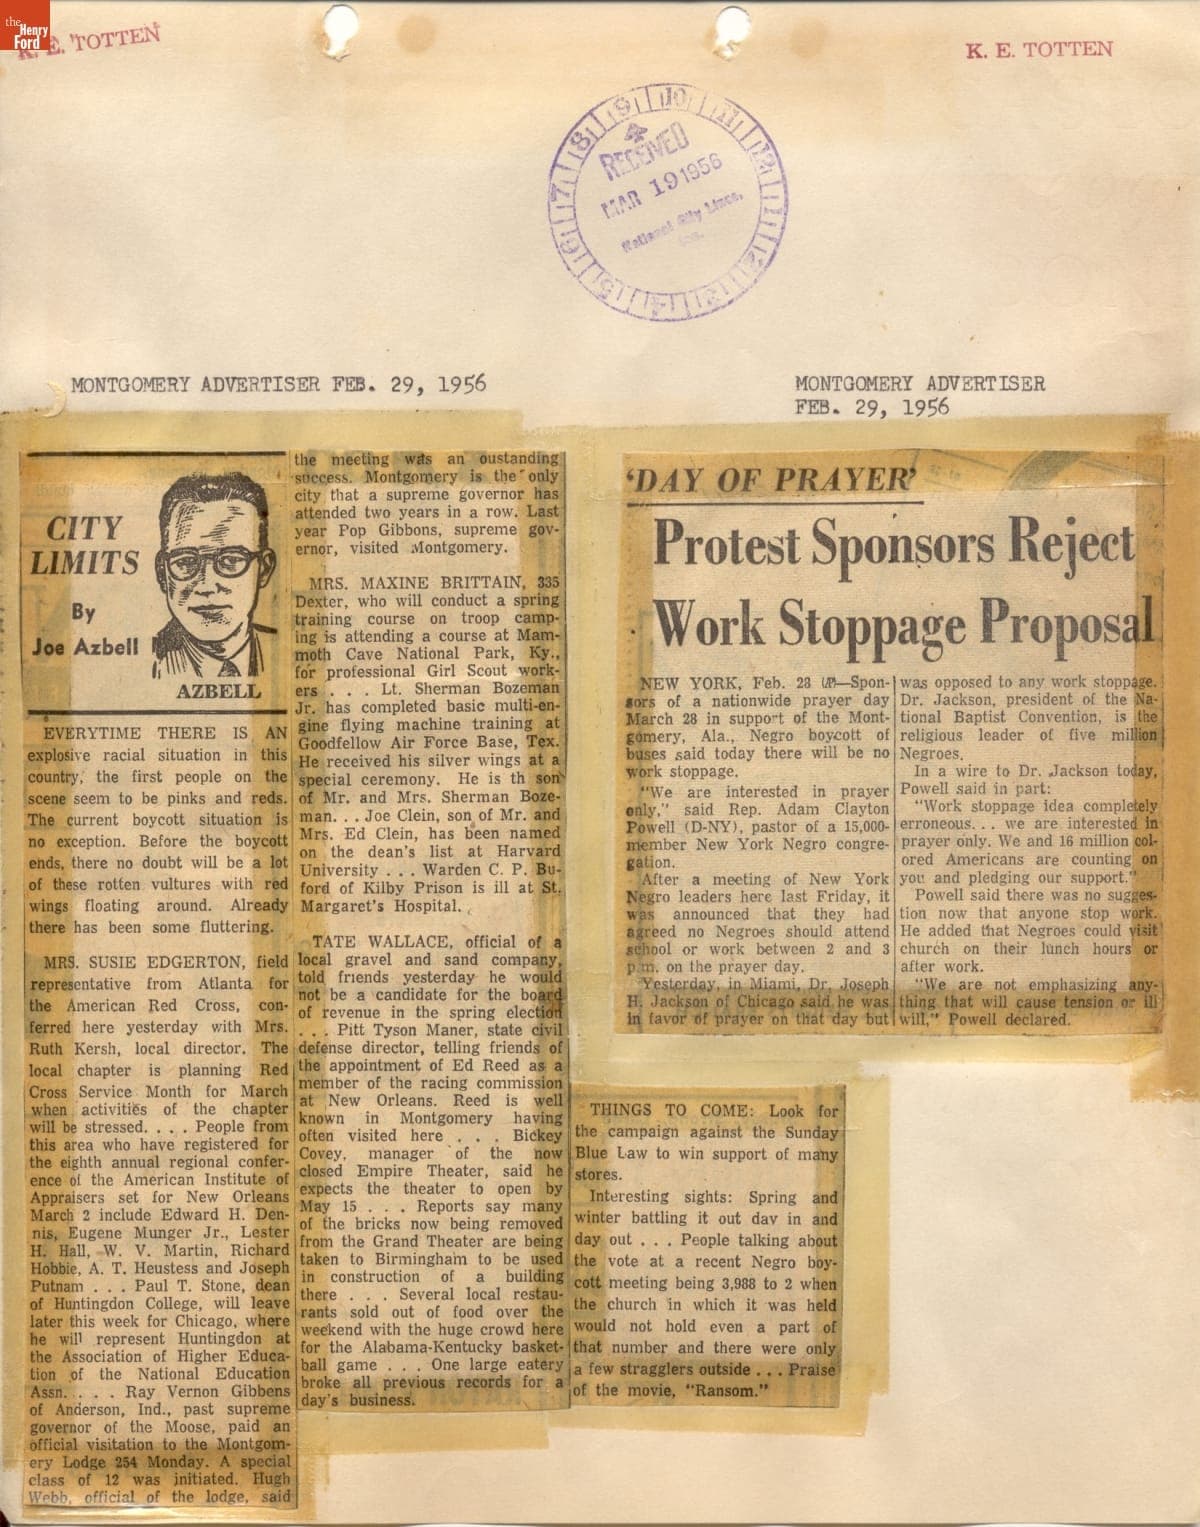 the
Henry
Ford
K. E. TOTTEN
K. E. TOTTEN
9 10 11 12 1 2 3 4 5 6 7 8
RECEIVED
MAR 19 1956
National City Lines,
Inc.
MONTGOMERY ADVERTISER FEB. 29, 1956
CITY
LIMITS
By
Joe Azbell
AZBELL
EVERYTIME THERE IS AN
explosive racial situation in this
country, the first people on the
scene seem to be pinks and reds.
The current boycott situation is
no exception. Before the boycott
ends, there no doubt will be a lot
of these rotten vultures with red
wings floating around. Already
there has been some fluttering.
MRS. SUSIE EDGERTON, field
representative from Atlanta for
the American Red Cross, con-
ferred here yesterday with Mrs.
Ruth Kersh, local director. The
local chapter is planning Red
Cross Service Month for March
when activities of the chapter
will be stressed. . . . People from
this area who have registered for
the eighth annual regional confer-
ence of the American Institute of
Appraisers set for New Orleans
March 2 include Edward H. Den-
nis, Eugene Munger Jr., Lester
H. Hall, W. V. Martin, Richard
Hobbie, A. T. Heustess and Joseph
Putnam . . . Paul T. Stone, dean
of Huntingdon College, will leave
later this week for Chicago, where
he will represent Huntingdon at
the Association of Higher Educa-
tion of the National Education
Assn. . . . Ray Vernon Gibbens
of Anderson, Ind., past supreme
governor of the Moose, paid an
official visitation to the Montgom-
ery Lodge 254 Monday. A special
class of 12 was initiated. Hugh
Webb, official of the lodge, said
the meeting was an oustanding
success. Montgomery is the only
city that a supreme governor has
attended two years in a row. Last
year Pop Gibbons, supreme gov-
ernor, visited Montgomery.
MRS. MAXINE BRITTAIN, 335
Dexter, who will conduct a spring
training course on troop camp-
ing is attending a course at Mam-
moth Cave National Park, Ky.,
for professional Girl Scout work-
ers . . . Lt. Sherman Bozeman
Jr. has completed basic multi-en-
gine flying machine training at
Goodfellow Air Force Base, Tex.
He received his silver wings at a
special ceremony. He is th son
of Mr. and Mrs. Sherman Boze-
man. . . Joe Clein, son of Mr. and
Mrs. Ed Clein, has been named
on the dean's list at Harvard
University . . . Warden C. P. Bu-
ford of Kilby Prison is ill at St.
Margaret's Hospital.
TATE WALLACE, official of a
local gravel and sand company,
told friends yesterday he would
not be a candidate for the board
of revenue in the spring election
. . . Pitt Tyson Maner, state civil
defense director, telling friends of
the appointment of Ed Reed as a
member of the racing commission
at New Orleans. Reed is well
known in Montgomery having
often visited here . . . Bickey
Covey, manager of the now
closed Empire Theater, said he
expects the theater to open by
May 15 . . . Reports say many
of the bricks now being removed
from the Grand Theater are being
taken to Birmingham to be used
in construction of a building
there . . . Several local restau-
rants sold out of food over the
weekend with the huge crowd here
for the Alabama-Kentucky basket-
ball game . . . One large eatery
broke all previous records for a
day's business.
THINGS TO COME: Look for
the campaign against the Sunday
Blue Law to win support of many
stores.
Interesting sights: Spring and
winter battling it out day in and
day out . . . People talking about
the vote at a recent Negro boy-
cott meeting being 3,988 to 2 when
the church in which it was held
would not hold even a part of
that number and there were only
a few stragglers outside . . . Praise
of the movie, "Ransom."
MONTGOMERY ADVERTISER
FEB. 29, 1956
'DAY OF PRAYER'
Protest Sponsors Reject
Work Stoppage Proposal
NEW YORK, Feb. 28 (AP)—Spon-
sors of a nationwide prayer day
March 28 in support of the Mont-
gomery, Ala., Negro boycott of
buses said today there will be no
work stoppage.
"We are interested in prayer
only," said Rep. Adam Clayton
Powell (D-NY), pastor of a 15,000-
member New York Negro congre-
gation.
After a meeting of New York
Negro leaders here last Friday, it
was announced that they had
agreed no Negroes should attend
school or work between 2 and 3
p.m. on the prayer day.
Yesterday, in Miami, Dr. Joseph
H. Jackson of Chicago said he was
in favor of prayer on that day but
was opposed to any work stoppage.
Dr. Jackson, president of the Na-
tional Baptist Convention, is the
religious leader of five million
Negroes.
In a wire to Dr. Jackson today,
Powell said in part:
"Work stoppage idea completely
erroneous. . . we are interested in
prayer only. We and 16 million col-
ored Americans are counting on
you and pledging our support."
Powell said there was no sugges-
tion now that anyone stop work.
He added that Negroes could visit
church on their lunch hours or
after work.
"We are not emphasizing any-
thing that will cause tension or ill
will," Powell declared.